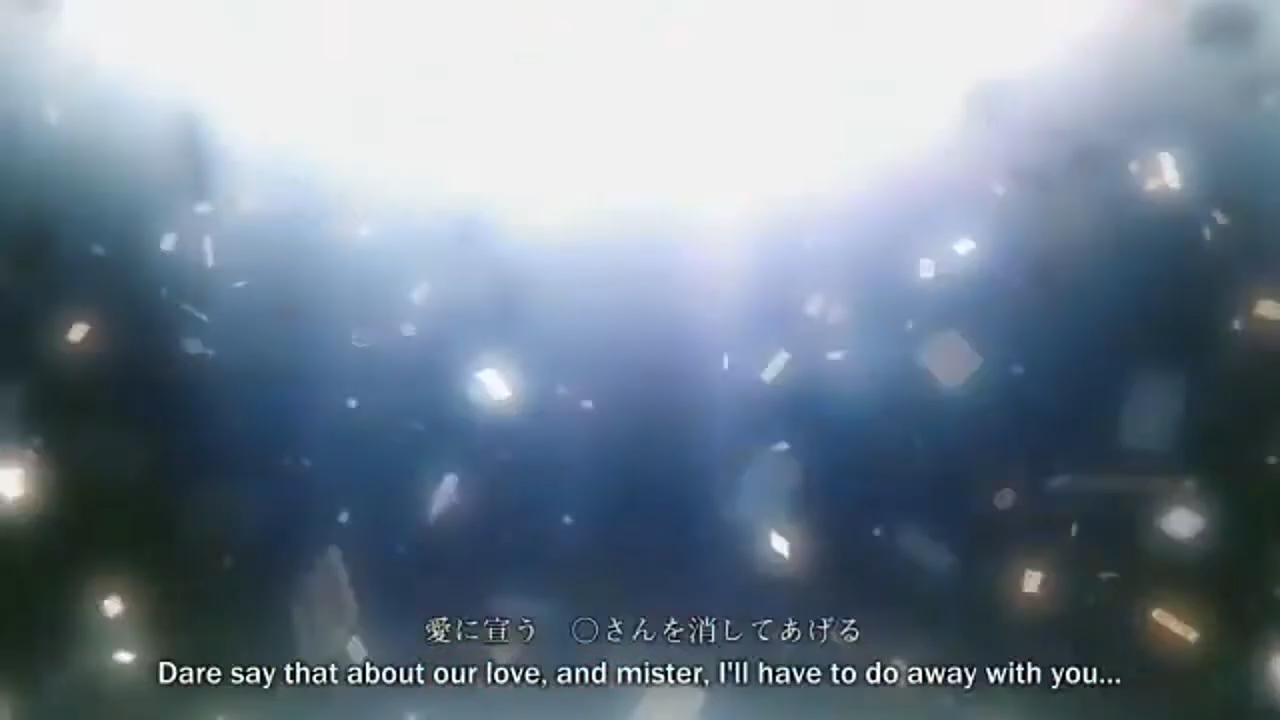 愛に宣う　〇さんを消してあげる
Dare say that about our love, and mister, I'll have to do away with you...